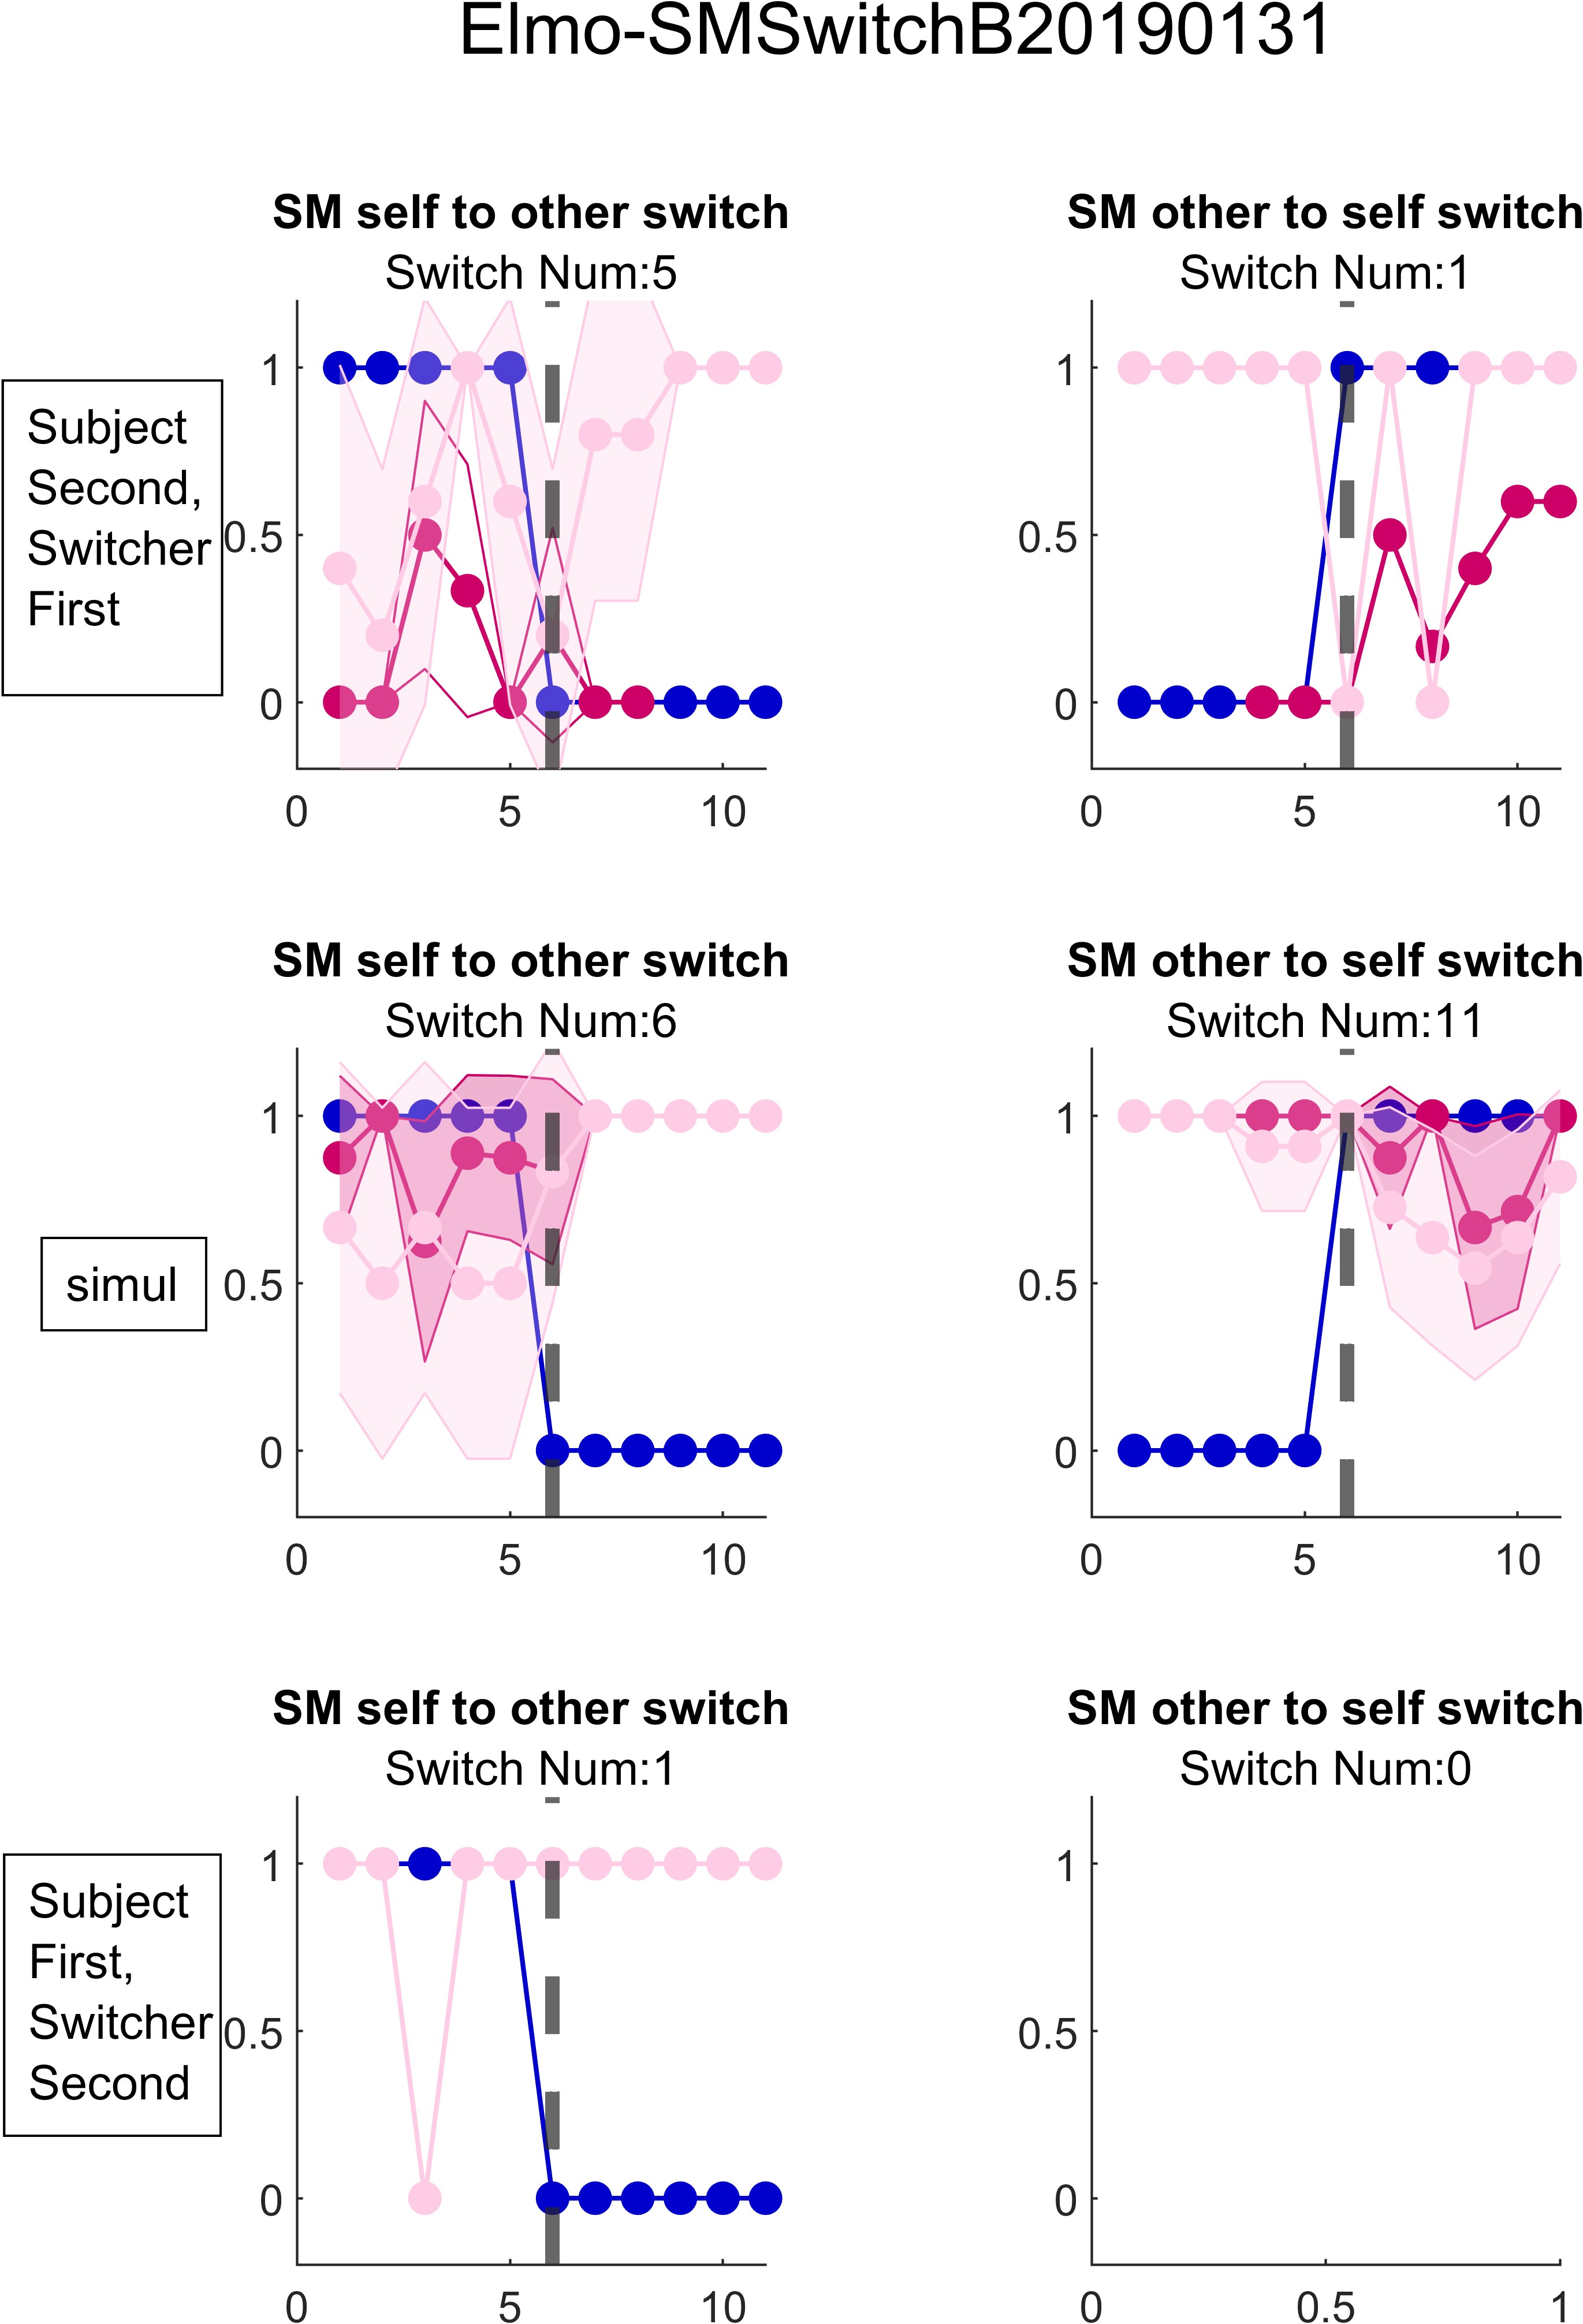 Elmo-SMSwitchB20190131
SM self to other switch
Switch Num:5
SM other to self switch
Switch Num:1
Subject
Second,
Switcher
First
1
0.5
0
0
5
10
1
0.5
0
0
5
10
SM self to other switch
Switch Num:6
SM other to self switch
Switch Num:11
simul
1
0.5
0
0
5
10
1
0.5
0
0
5
10
SM self to other switch
Switch Num:1
SM other to self switch
Switch Num:0
Subject
First,
Switcher
Second
1
0.5
0
0
5
10
1
0.5
0
0
0.5
1